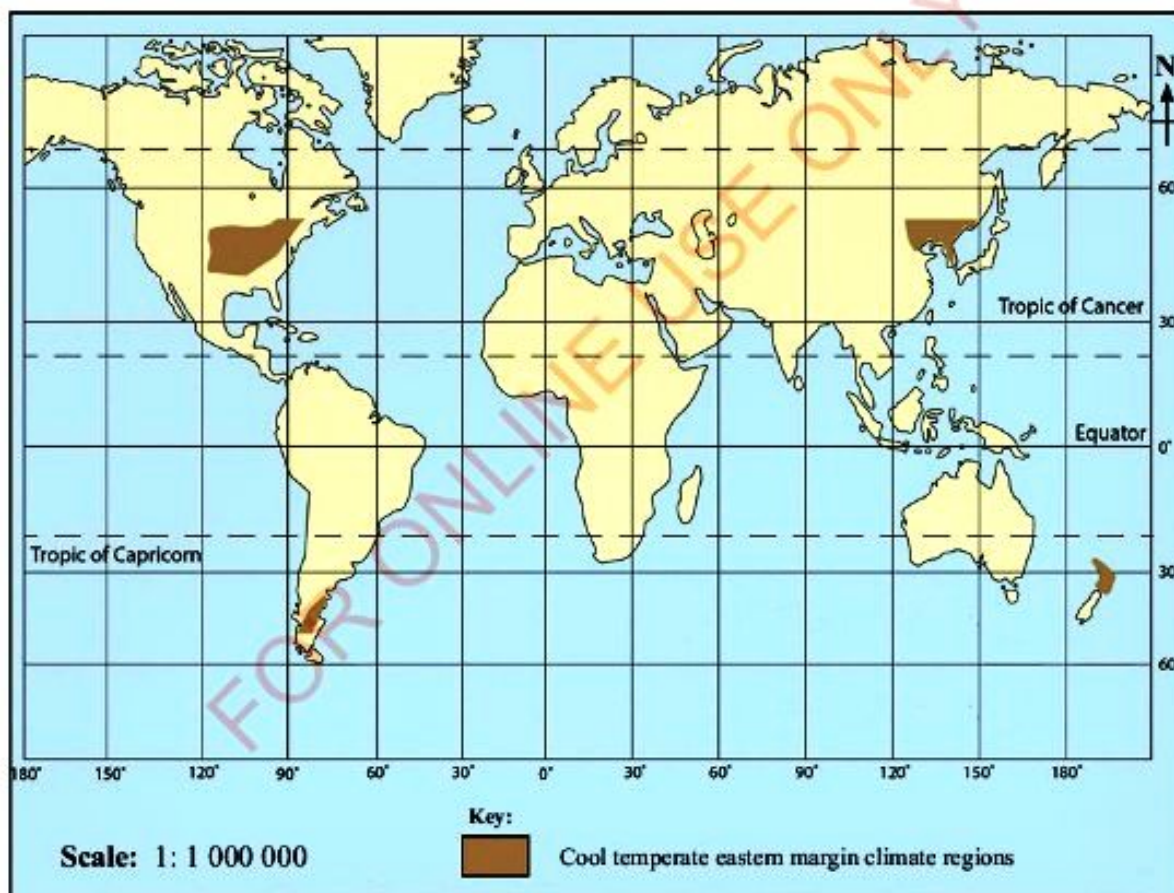 FOR ONLINE USE ONLY
N
60
Tropic of Cancer
30
Equator
0°
Tropic of Capricorn
30
60
180° 150° 120° 90° 60° 30° 0° 30° 60° 90° 120° 150° 180°
Key:
Scale: 1: 1 000 000
Cool temperate eastern margin climate regions